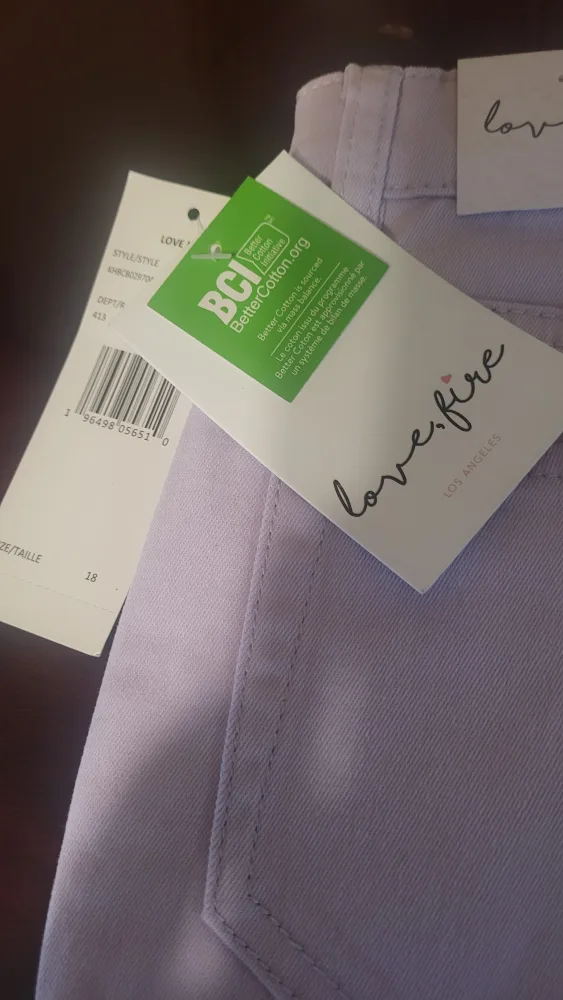 LOVE
STYLE/STYLE
DEPT/R
413
1 96498 05651 0
ZE/TAILLE
18
BCI
Better
Cotton
Initiative
BetterCotton.org
Better Cotton is sourced
via mass balance.
Le coton issu du programme
Better Coton est approvisionné par
un système de bilan de masse.
love, fire
LOS ANGELES
lov